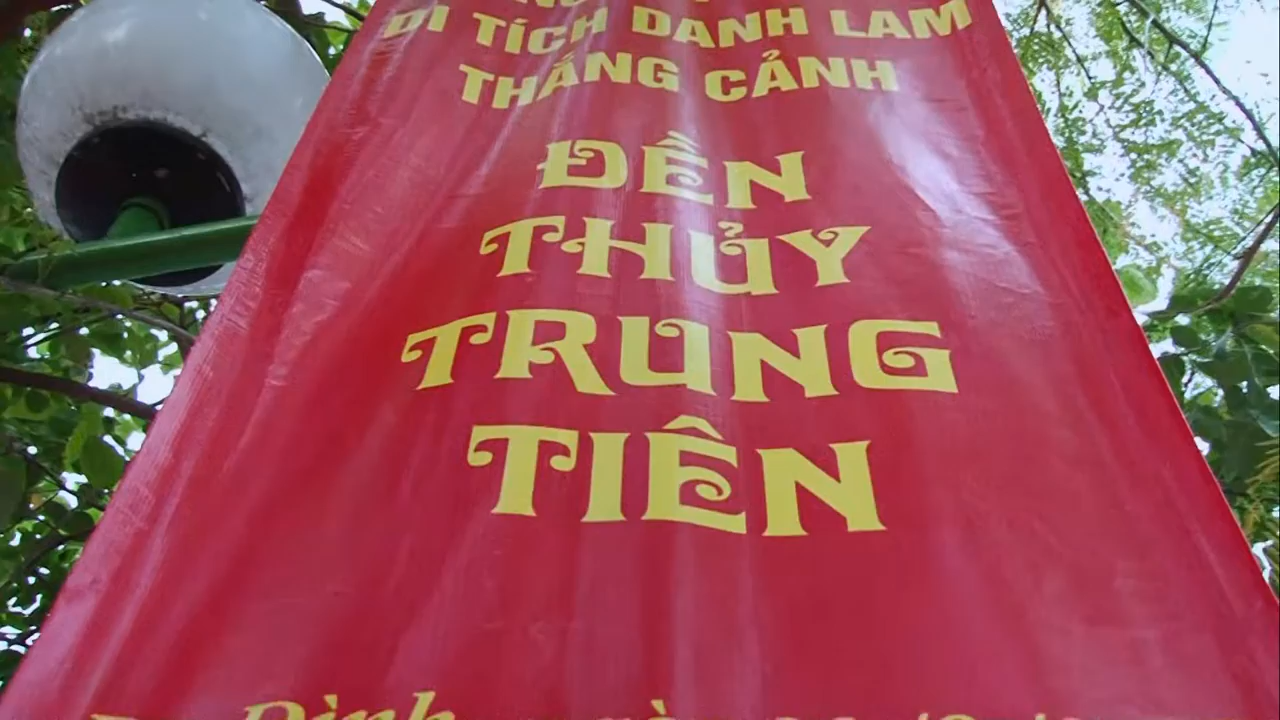 DI TÍCH DANH LAM
THẮNG CẢNH
ĐỀN
THỦY
TRUNG
TIÊN